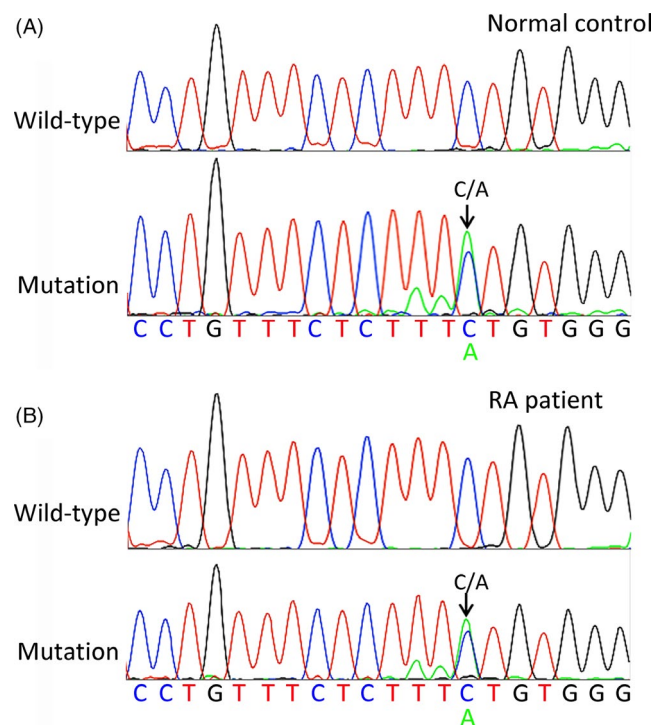 (A)
Normal control
Wild-type
C/A
Mutation
C C T G T T T C T C T T T C T G T G G G
A
(B)
RA patient
Wild-type
C/A
Mutation
C C T G T T T C T C T T T C T G T G G G
A